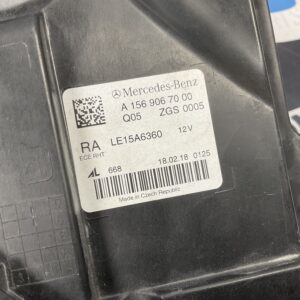 Mercedes-Benz
A 156 906 70 00
Q05 ZGS 0005
RA LE15A6360 12V
ECE RHT
AL 668 18.02.18 0125
Made in Czech Republic